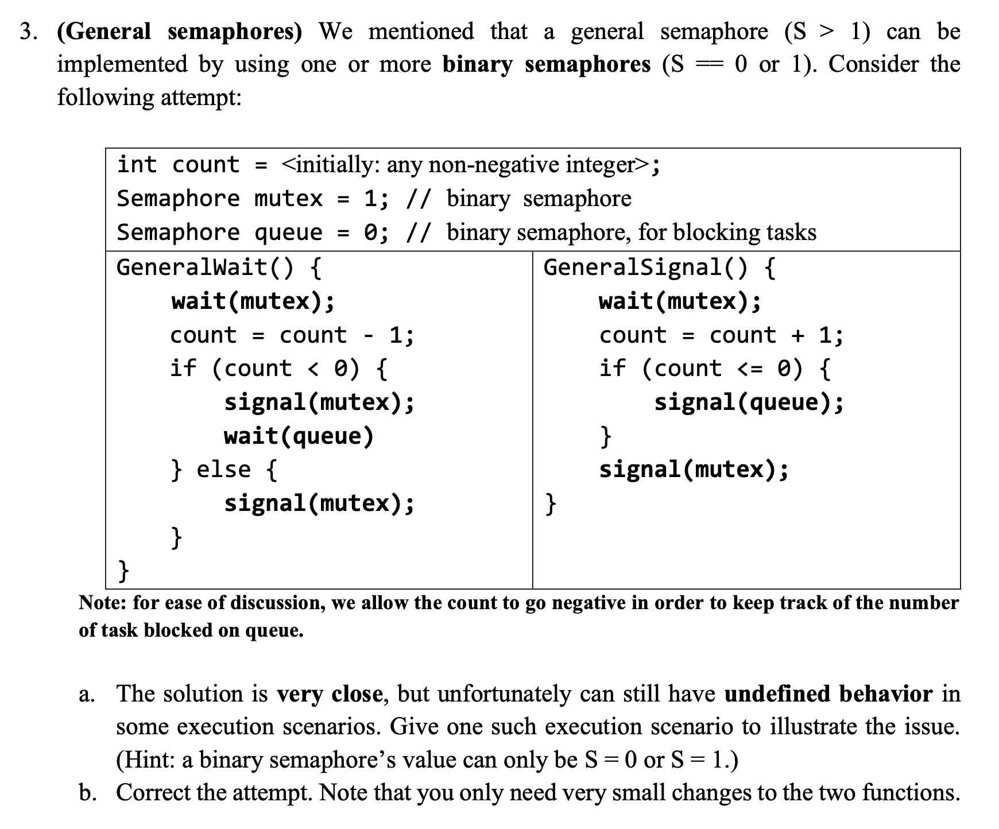 3. (General semaphores) We mentioned that a general semaphore (S > 1) can be
implemented by using one or more binary semaphores (S == 0 or 1). Consider the
following attempt:
int count = <initially: any non-negative integer>;
Semaphore mutex = 1; // binary semaphore
Semaphore queue = 0; // binary semaphore, for blocking tasks
GeneralWait() {
wait(mutex);
count = count - 1;
if (count < 0) {
signal(mutex);
wait(queue)
} else {
signal(mutex);
}
}
GeneralSignal() {
wait(mutex);
count = count + 1;
if (count <= 0) {
signal(queue);
}
signal(mutex);
}
Note: for ease of discussion, we allow the count to go negative in order to keep track of the number
of task blocked on queue.
a. The solution is very close, but unfortunately can still have undefined behavior in
some execution scenarios. Give one such execution scenario to illustrate the issue.
(Hint: a binary semaphore’s value can only be S = 0 or S = 1.)
b. Correct the attempt. Note that you only need very small changes to the two functions.